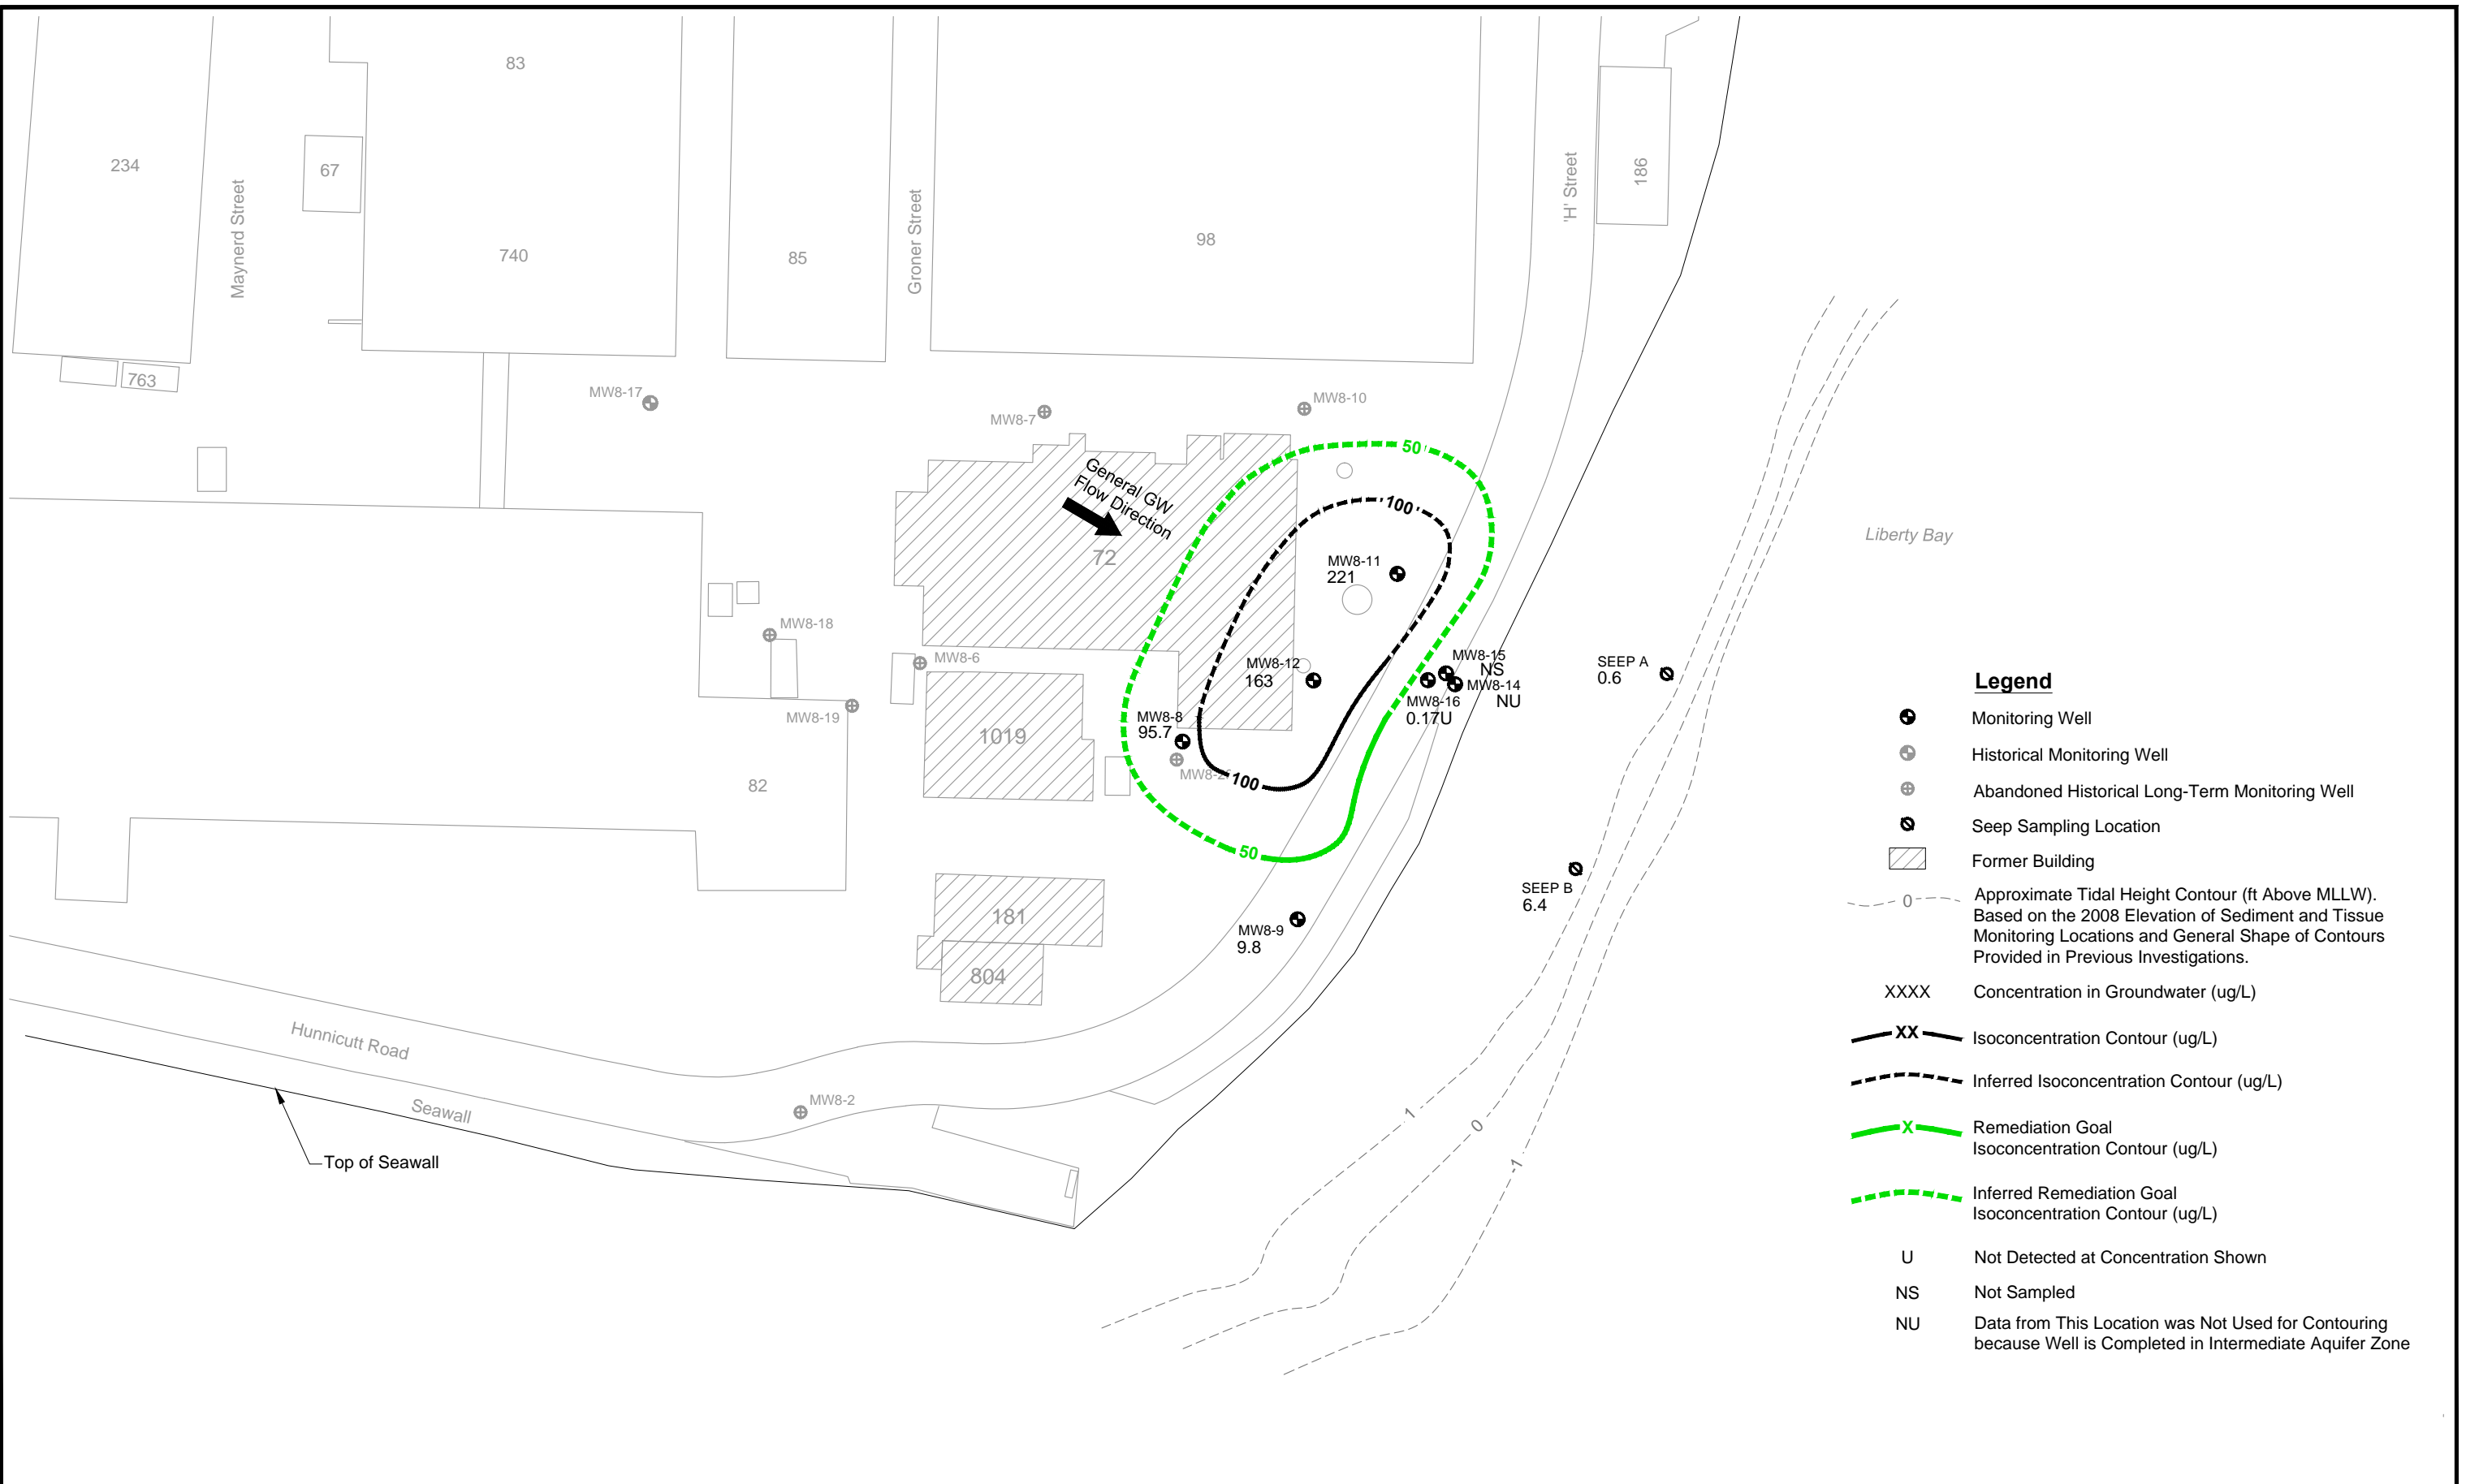 83
234
67
Maynerd Street
740
85
Groner Street
98
'H' Street
186
763
MW8-17
MW8-7
MW8-10
50
General GW
Flow Direction
72
100
MW8-11
221
Liberty Bay
MW8-18
MW8-6
MW8-19
1019
82
MW8-12
163
MW8-8
95.7
100
50
MW8-15
NS
MW8-14
NU
MW8-16
0.17U
SEEP A
0.6
SEEP B
6.4
MW8-9
9.8
181
804
Hunnicutt Road
Seawall
MW8-2
Top of Seawall
1
0
-1
Legend
Monitoring Well
Historical Monitoring Well
Abandoned Historical Long-Term Monitoring Well
Seep Sampling Location
Former Building
0
Approximate Tidal Height Contour (ft Above MLLW).
Based on the 2008 Elevation of Sediment and Tissue
Monitoring Locations and General Shape of Contours
Provided in Previous Investigations.
XXXX Concentration in Groundwater (ug/L)
XX Isoconcentration Contour (ug/L)
Inferred Isoconcentration Contour (ug/L)
X Remediation Goal
Isoconcentration Contour (ug/L)
Inferred Remediation Goal
Isoconcentration Contour (ug/L)
U Not Detected at Concentration Shown
NS Not Sampled
NU Data from This Location was Not Used for Contouring
because Well is Completed in Intermediate Aquifer Zone